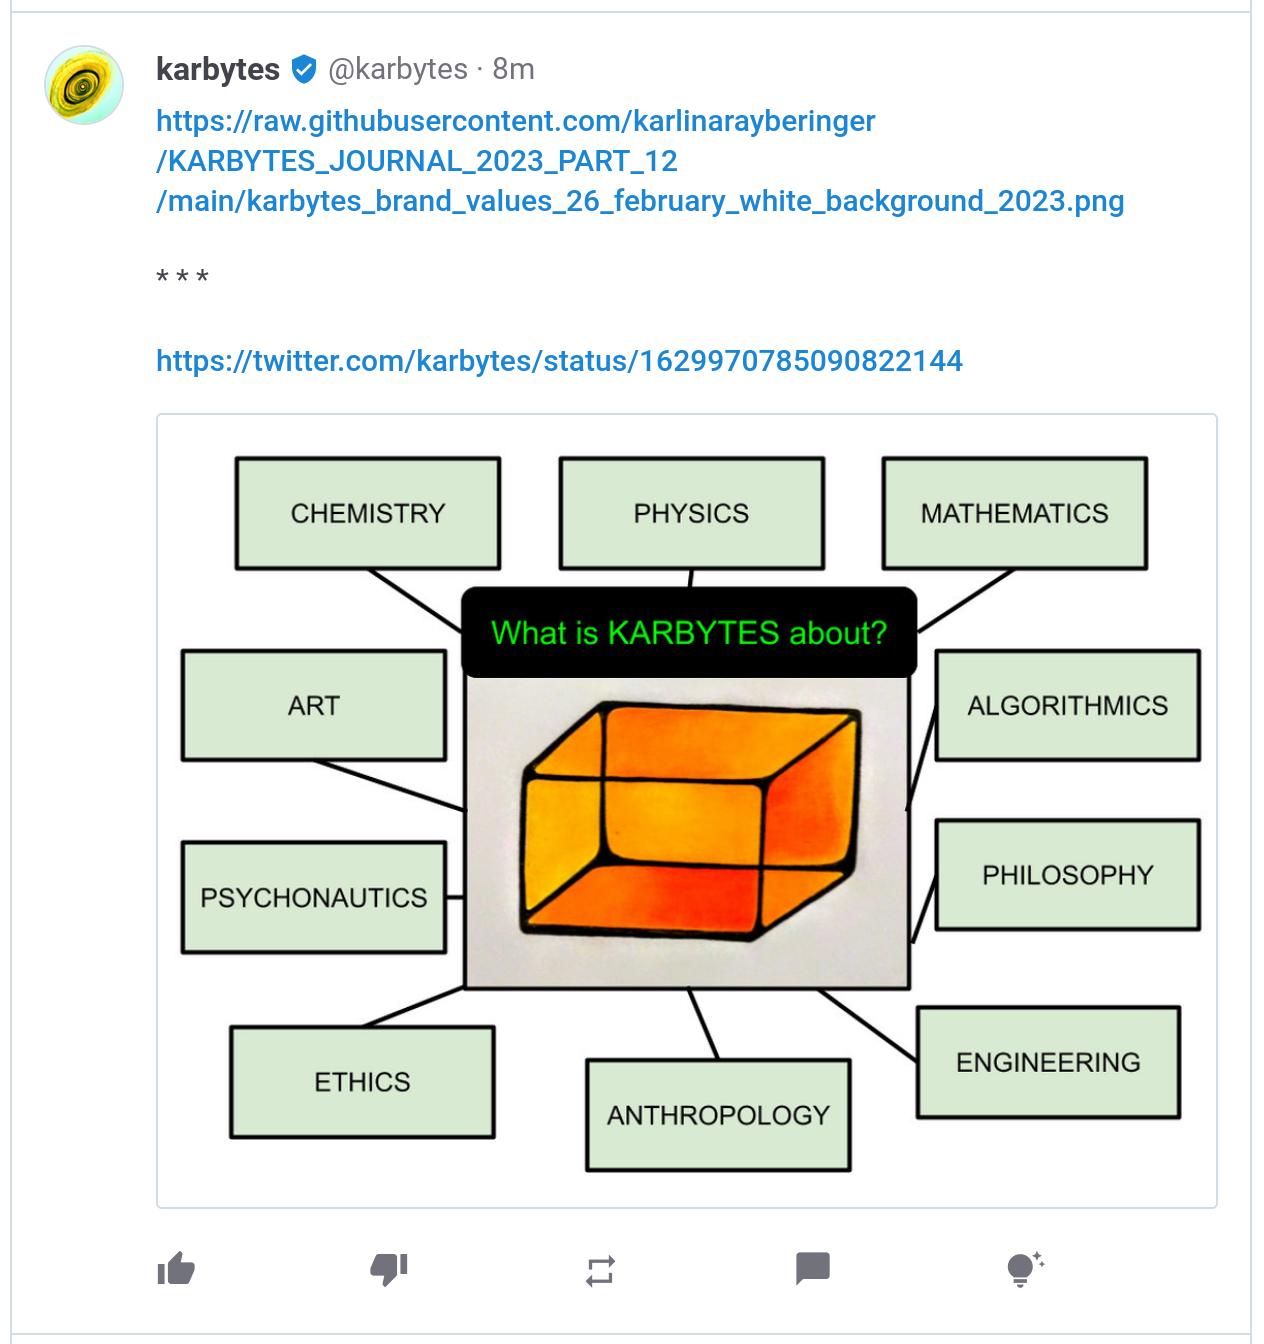 karbytes @karbytes · 8m
https://raw.githubusercontent.com/karlinarayberinger
/KARBYTES_JOURNAL_2023_PART_12
/main/karbytes_brand_values_26_february_white_background_2023.png
* * *
https://twitter.com/karbytes/status/1629970785090822144
CHEMISTRY
PHYSICS
MATHEMATICS
What is KARBYTES about?
ART
ALGORITHMICS
PSYCHONAUTICS
PHILOSOPHY
ETHICS
ANTHROPOLOGY
ENGINEERING